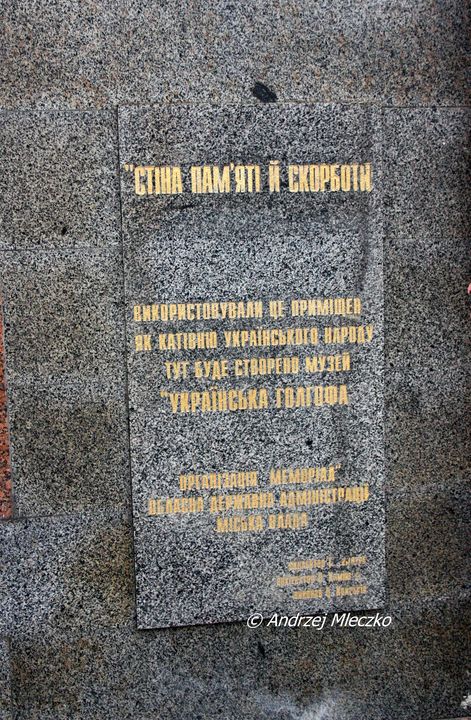 "СТІНА ПАМ'ЯТІ Й СКОРБОТИ
ВИКОРИСТОВУВАЛИ ЦЕ ПРИМІЩЕН
ЯК КАТІВНЮ УКРАЇНСЬКОГО НАРОДУ
ТУТ БУДЕ СТВОРЕНО МУЗЕЙ
"УКРАЇНСЬКА ГОЛГОФА
ОРГАНІЗАЦІЯ „МЕМОРІАЛ"
ОБЛАСНА ДЕРЖАВНА АДМІНІСТРАЦІЯ
МІСЬКА ВЛАДА
© Andrzej Mleczko